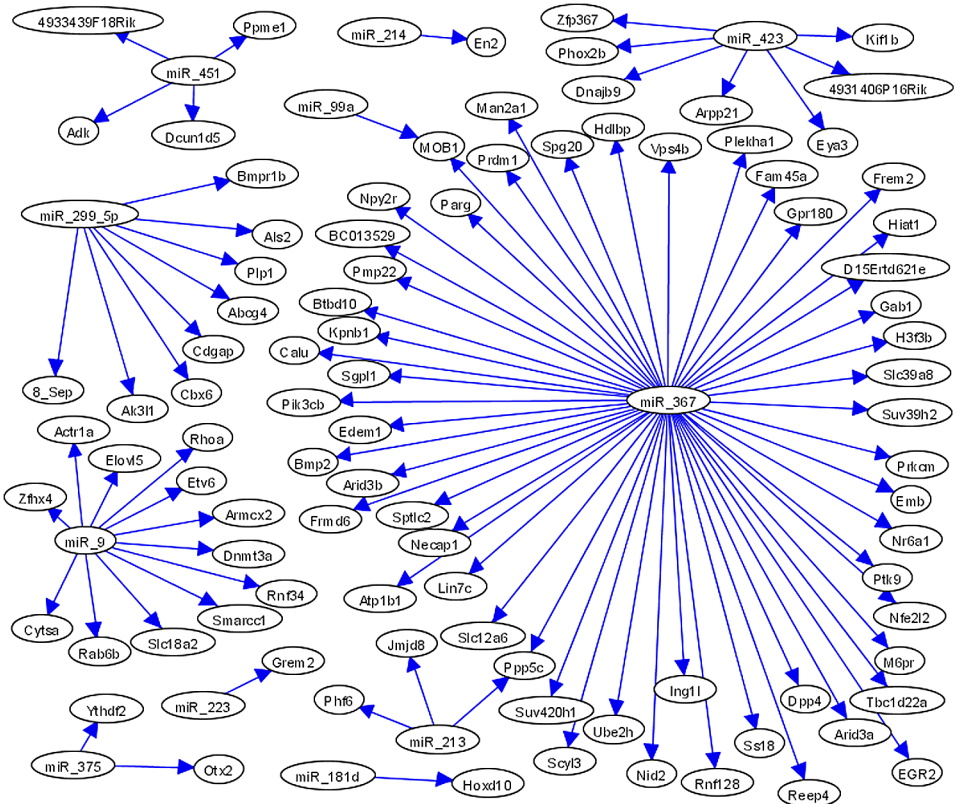 4933439F18Rik
Ppme1
miR_451
Adk
Dcun1d5
miR_214
En2
Zfp367
miR_423
Kif1b
Phox2b
Dnajb9
4931406P16Rik
Arpp21
Eya3
miR_99a
MOB1
Man2a1
Prdm1
Spg20
Hdlbp
Vps4b
Plekha1
Fam45a
Gpr180
Frem2
Hiat1
D15Ertd621e
Gab1
H3f3b
Slc39a8
Suv39h2
Prkcm
Emb
Nr6a1
Ptk9
Nfe2l2
M6pr
Tbc1d22a
Arid3a
EGR2
Dpp4
Reep4
Ss18
Rnf128
Ing1l
Nid2
Ube2h
Scyl3
Suv420h1
Ppp5c
Slc12a6
Lin7c
Atp1b1
Necap1
Sptlc2
Frmd6
Arid3b
Bmp2
Edem1
Pik3cb
Sgpl1
Calu
Kpnb1
Btbd10
Pmp22
BC013529
Npy2r
Parg
miR_367
Bmpr1b
miR_299_5p
Als2
Plp1
Abcg4
Cdgap
Cbx6
Ak3l1
8_Sep
Actr1a
Elovl5
Rhoa
Etv6
Zfhx4
Armcx2
miR_9
Dnmt3a
Rnf34
Smarcc1
Slc18a2
Rab6b
Cytsa
Grem2
miR_223
Ythdf2
miR_375
Otx2
Jmjd8
Phf6
miR_213
miR_181d
Hoxd10